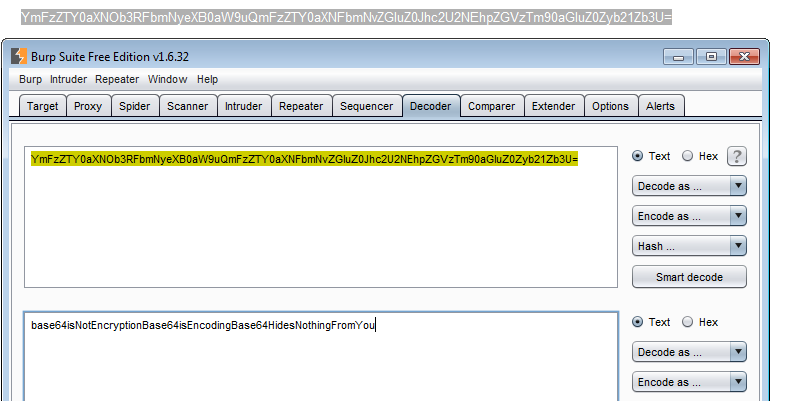 YmFzZTY0aXNOb3RFbmNyeXB0aW9uQmFzZTY0aXNFbmNvZGluZ0Jhc2U2NEhpZGVzTm90aGluZ0Zyb21Zb3U=
Burp Suite Free Edition v1.6.32
Burp Intruder Repeater Window Help
Target Proxy Spider Scanner Intruder Repeater Sequencer Decoder Comparer Extender Options Alerts
YmFzZTY0aXNOb3RFbmNyeXB0aW9uQmFzZTY0aXNFbmNvZGluZ0Jhc2U2NEhpZGVzTm90aGluZ0Zyb21Zb3U=
Text Hex ?
Decode as ...
Encode as ...
Hash ...
Smart decode
base64isNotEncryptionBase64isEncodingBase64HidesNothingFromYou
Text Hex
Decode as ...
Encode as ...